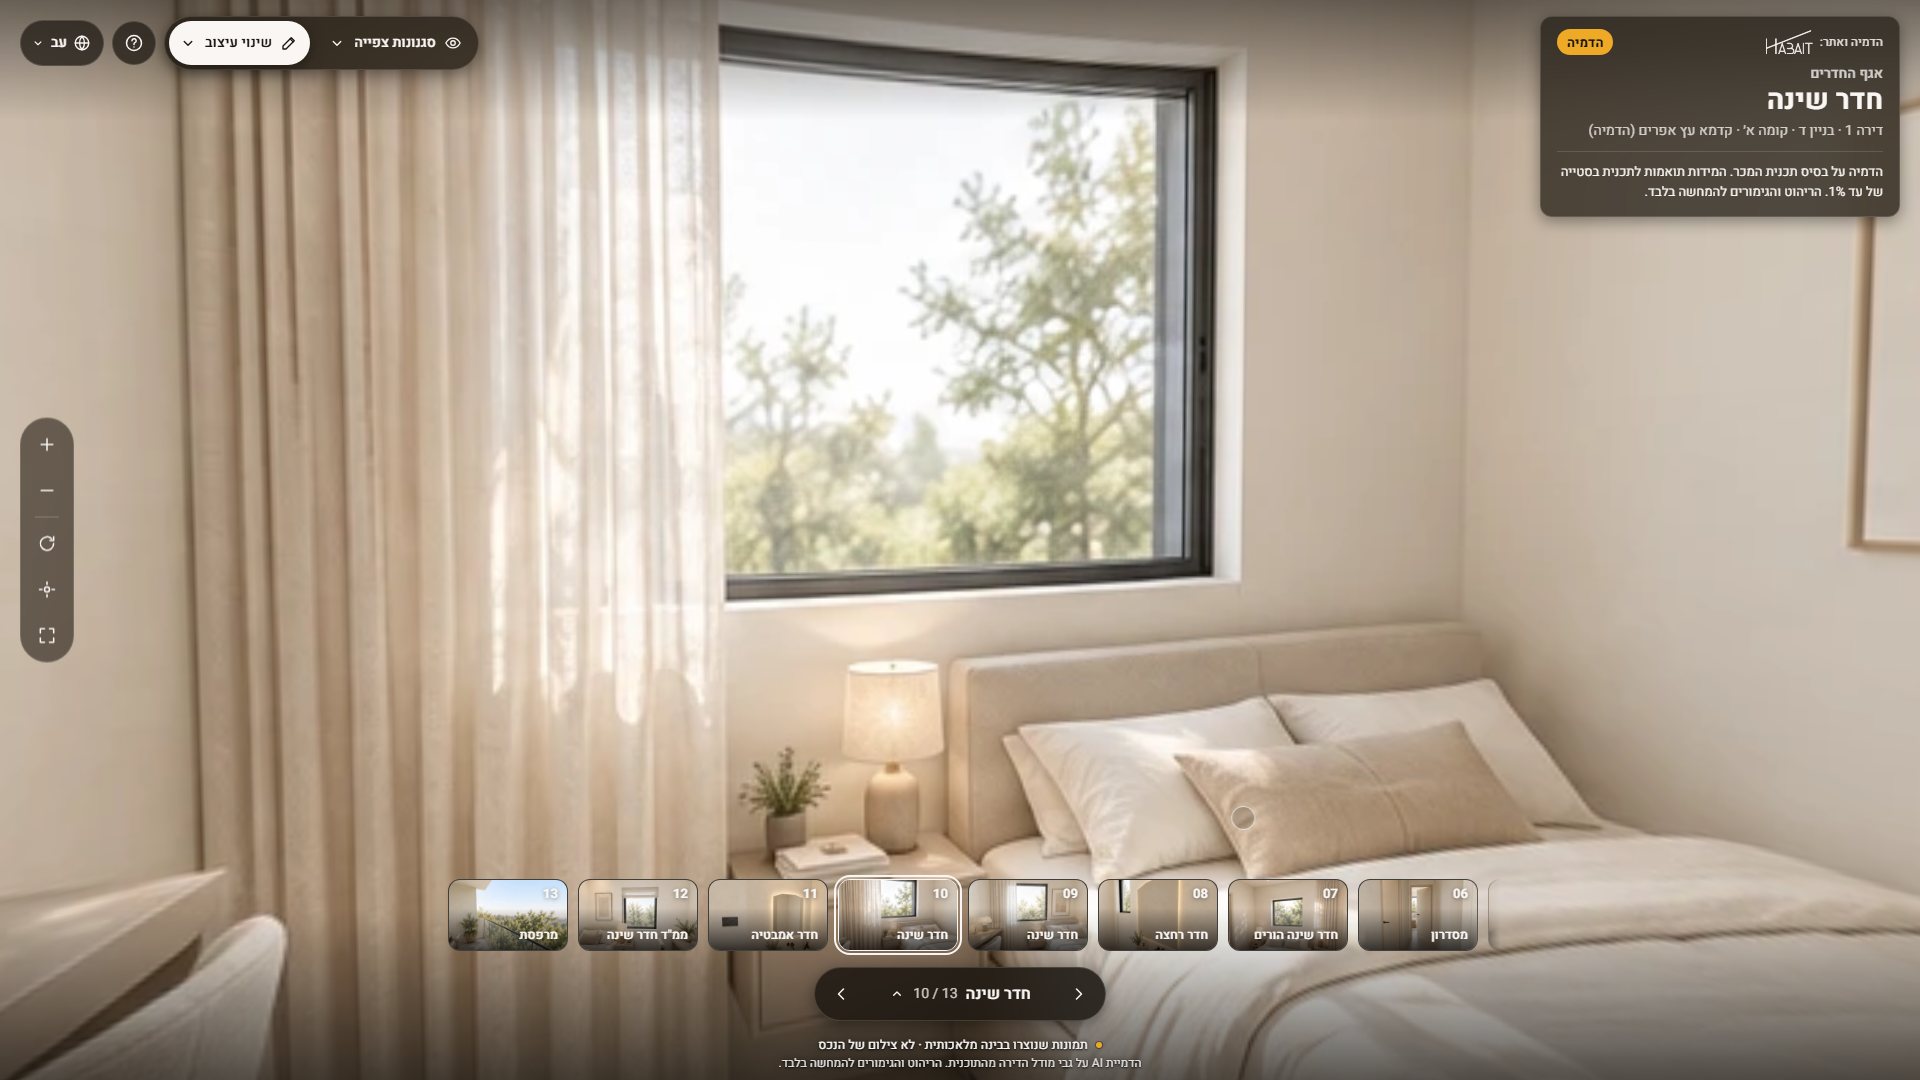 הדמיה ואתר: HABAIT
הדמיה
אגף החדרים
חדר שינה
דירה 1 · בניין ד · קומה א' · קדמא עץ אפרים (הדמיה)
הדמיה על בסיס תכנית המכר. המידות תואמות לתכנית בסטייה
של עד 1%. הריהוט והגימורים להמחשה בלבד.
סגנונות צפייה
שינוי עיצוב
עב
06
מסדרון
07
חדר שינה הורים
08
חדר רחצה
09
חדר שינה
10
חדר שינה
11
חדר אמבטיה
12
ממ"ד חדר שינה
13
מרפסת
חדר שינה 10 / 13
תמונות שנוצרו בבינה מלאכותית · לא צילום של הנכס
הדמיית AI על גבי מודל הדירה מהתוכנית. הריהוט והגימורים להמחשה בלבד.